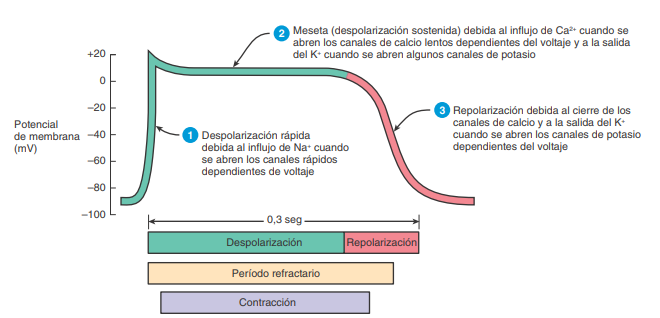 2 Meseta (despolarización sostenida) debida al influjo de Ca²⁺ cuando se
abren los canales de calcio lentos dependientes del voltaje y a la salida
del K⁺ cuando se abren algunos canales de potasio
+20
0
−20
−40
−60
−80
−100
Potencial
de membrana
(mV)
1 Despolarización rápida
debida al influjo de Na⁺ cuando
se abren los canales rápidos
dependientes de voltaje
3 Repolarización debida al cierre de los
canales de calcio y a la salida del K⁺
cuando se abren los canales de potasio
dependientes del voltaje
0,3 seg
Despolarización Repolarización
Período refractario
Contracción